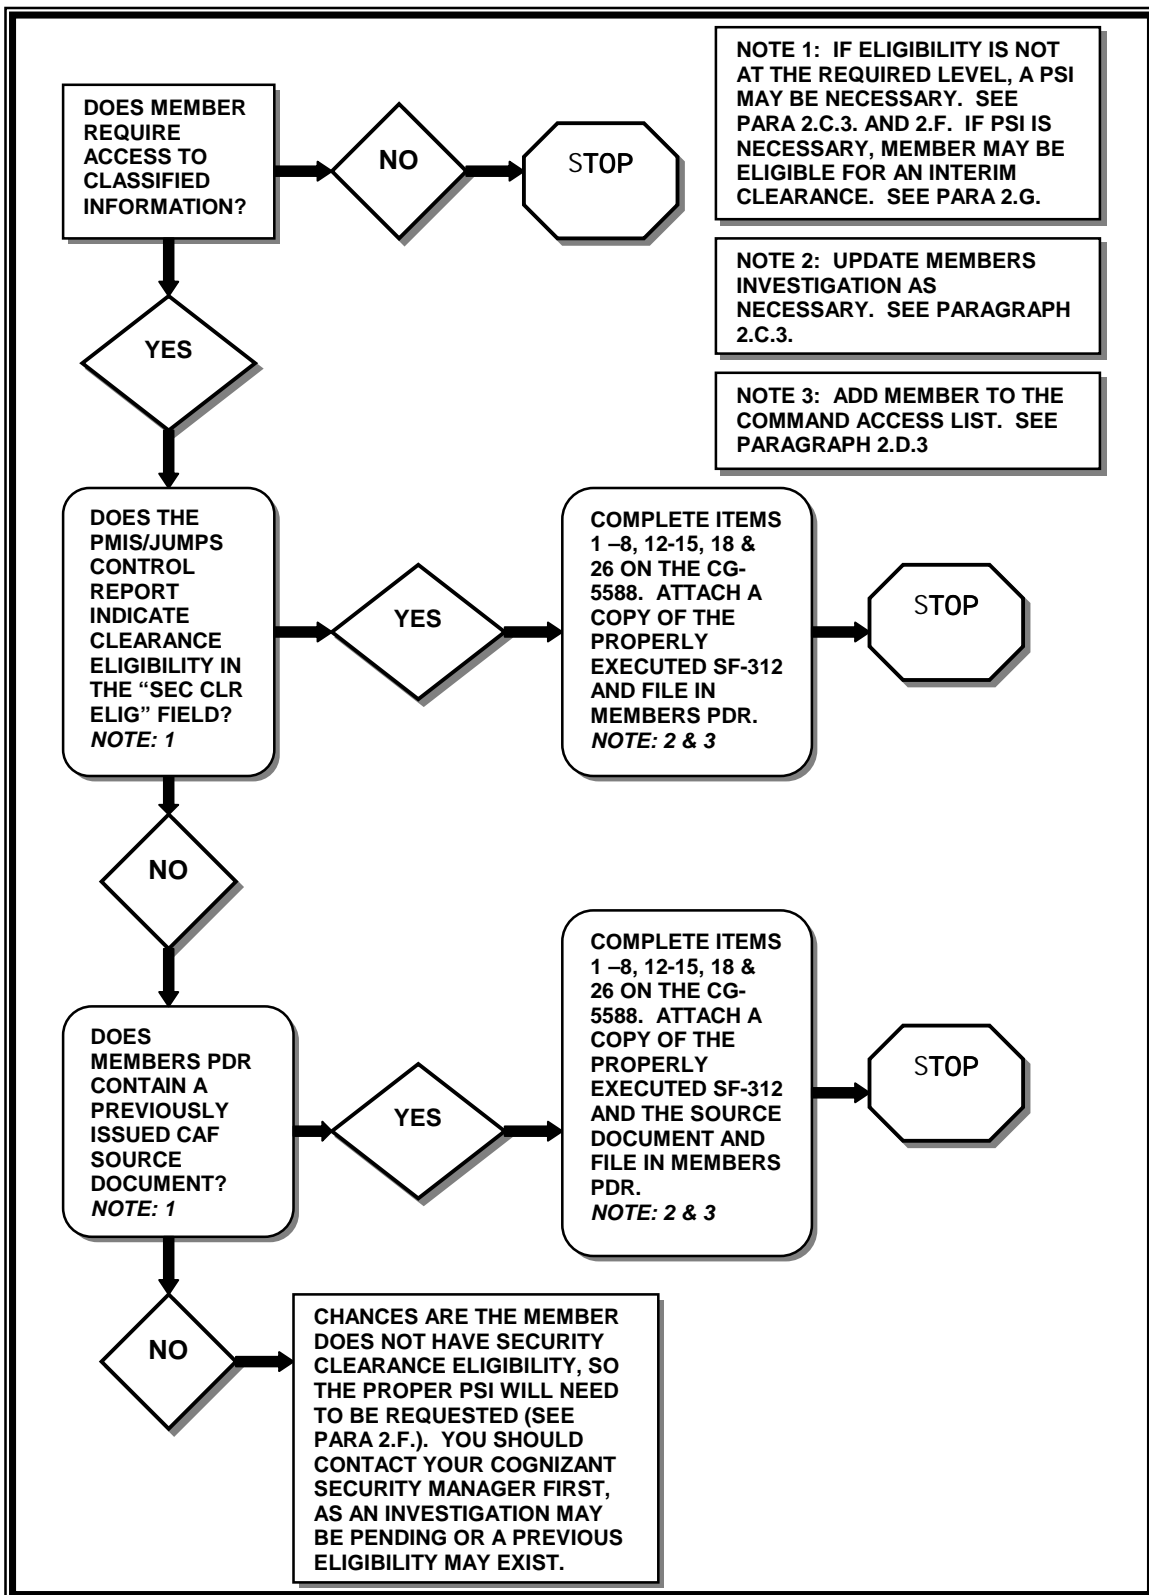 DOES MEMBER
REQUIRE
ACCESS TO
CLASSIFIED
INFORMATION?
NO
STOP
NOTE 1: IF ELIGIBILITY IS NOT
AT THE REQUIRED LEVEL, A PSI
MAY BE NECESSARY. SEE
PARA 2.C.3. AND 2.F. IF PSI IS
NECESSARY, MEMBER MAY BE
ELIGIBLE FOR AN INTERIM
CLEARANCE. SEE PARA 2.G.
NOTE 2: UPDATE MEMBERS
INVESTIGATION AS
NECESSARY. SEE PARAGRAPH
2.C.3.
NOTE 3: ADD MEMBER TO THE
COMMAND ACCESS LIST. SEE
PARAGRAPH 2.D.3
YES
DOES THE
PMIS/JUMPS
CONTROL
REPORT
INDICATE
CLEARANCE
ELIGIBILITY IN
THE “SEC CLR
ELIG” FIELD?
NOTE: 1
YES
COMPLETE ITEMS
1 –8, 12-15, 18 &
26 ON THE CG-
5588. ATTACH A
COPY OF THE
PROPERLY
EXECUTED SF-312
AND FILE IN
MEMBERS PDR.
NOTE: 2 & 3
STOP
NO
DOES
MEMBERS PDR
CONTAIN A
PREVIOUSLY
ISSUED CAF
SOURCE
DOCUMENT?
NOTE: 1
YES
COMPLETE ITEMS
1 –8, 12-15, 18 &
26 ON THE CG-
5588. ATTACH A
COPY OF THE
PROPERLY
EXECUTED SF-312
AND THE SOURCE
DOCUMENT AND
FILE IN MEMBERS
PDR.
NOTE: 2 & 3
STOP
NO
CHANCES ARE THE MEMBER
DOES NOT HAVE SECURITY
CLEARANCE ELIGIBILITY, SO
THE PROPER PSI WILL NEED
TO BE REQUESTED (SEE
PARA 2.F.). YOU SHOULD
CONTACT YOUR COGNIZANT
SECURITY MANAGER FIRST,
AS AN INVESTIGATION MAY
BE PENDING OR A PREVIOUS
ELIGIBILITY MAY EXIST.